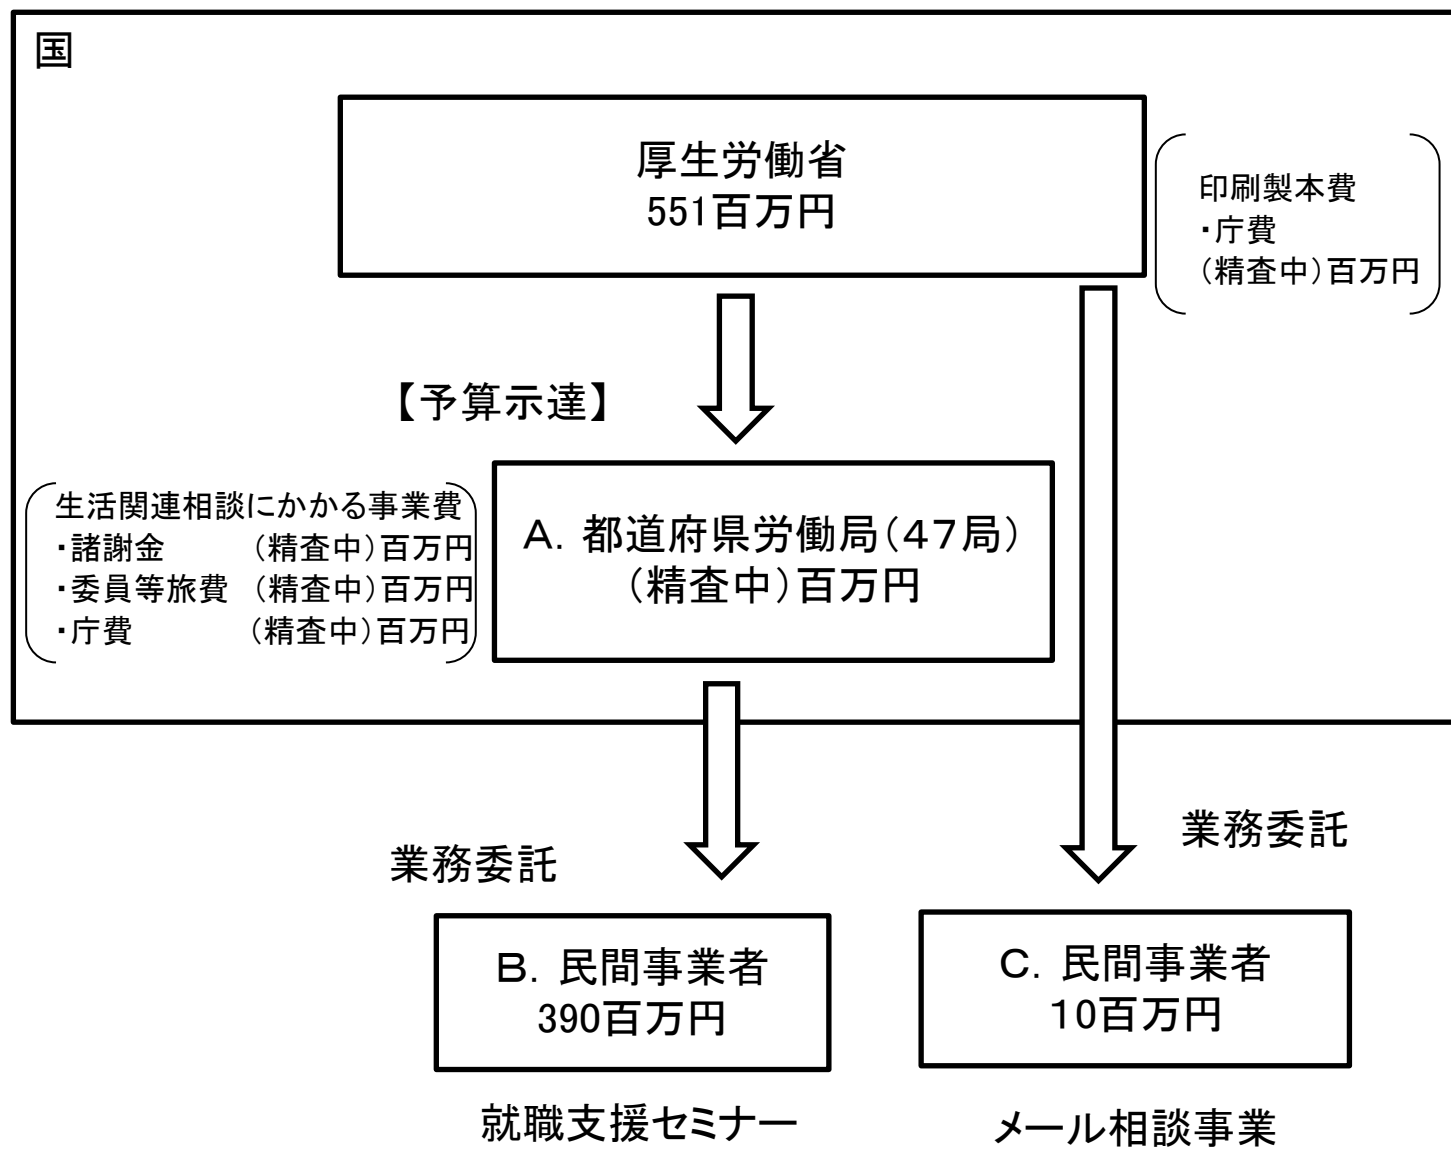 国
厚生労働省
551百万円
印刷製本費
・庁費
(精査中)百万円
【予算示達】
生活関連相談にかかる事業費
・諸謝金 (精査中)百万円
・委員等旅費 (精査中)百万円
・庁費 (精査中)百万円
A. 都道府県労働局(47局)
(精査中)百万円
業務委託
業務委託
B. 民間事業者
390百万円
C. 民間事業者
10百万円
就職支援セミナー
メール相談事業